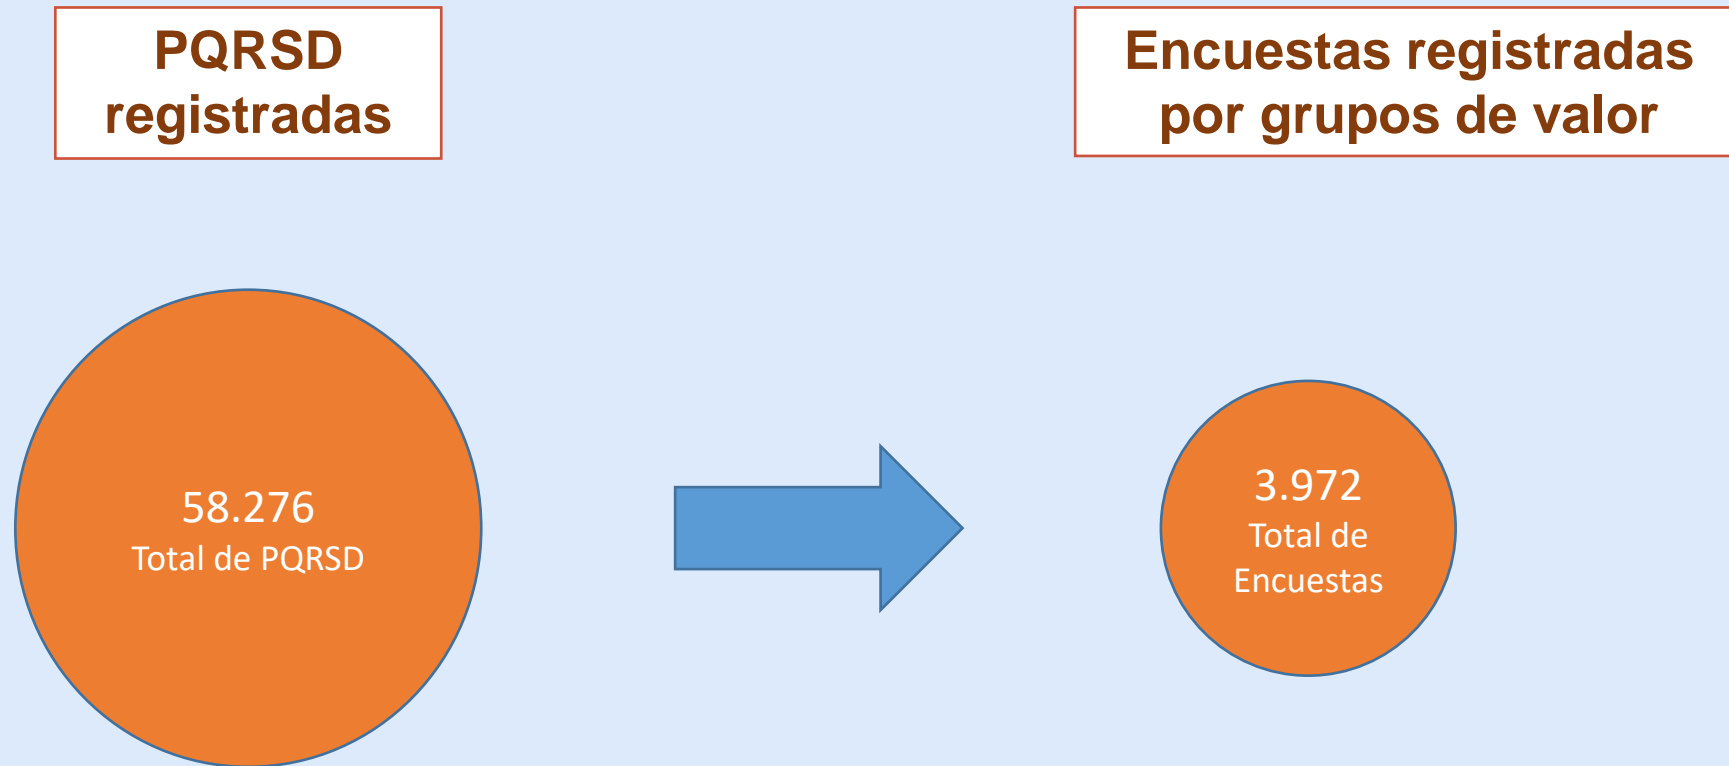 PQRSD
registradas
Encuestas registradas
por grupos de valor
58.276
Total de PQRSD
3.972
Total de
Encuestas